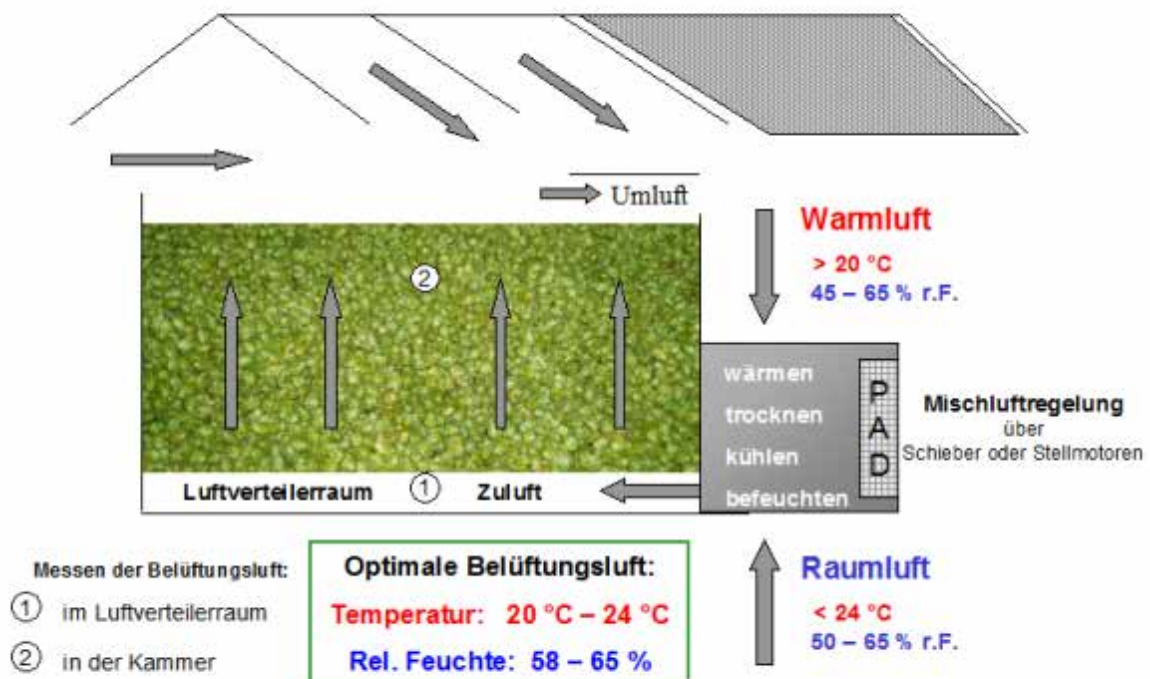 Umluft
Warmluft
> 20 °C
45 – 65 % r.F.
2
wärmen
trocknen
kühlen
befeuchten
PAD
Mischluftregelung
über
Schieber oder Stellmotoren
Luftverteilerraum 1 Zuluft
Messen der Belüftungsluft:
1 im Luftverteilerraum
2 in der Kammer
Optimale Belüftungsluft:
Temperatur: 20 °C – 24 °C
Rel. Feuchte: 58 – 65 %
Raumluft
< 24 °C
50 – 65 % r.F.